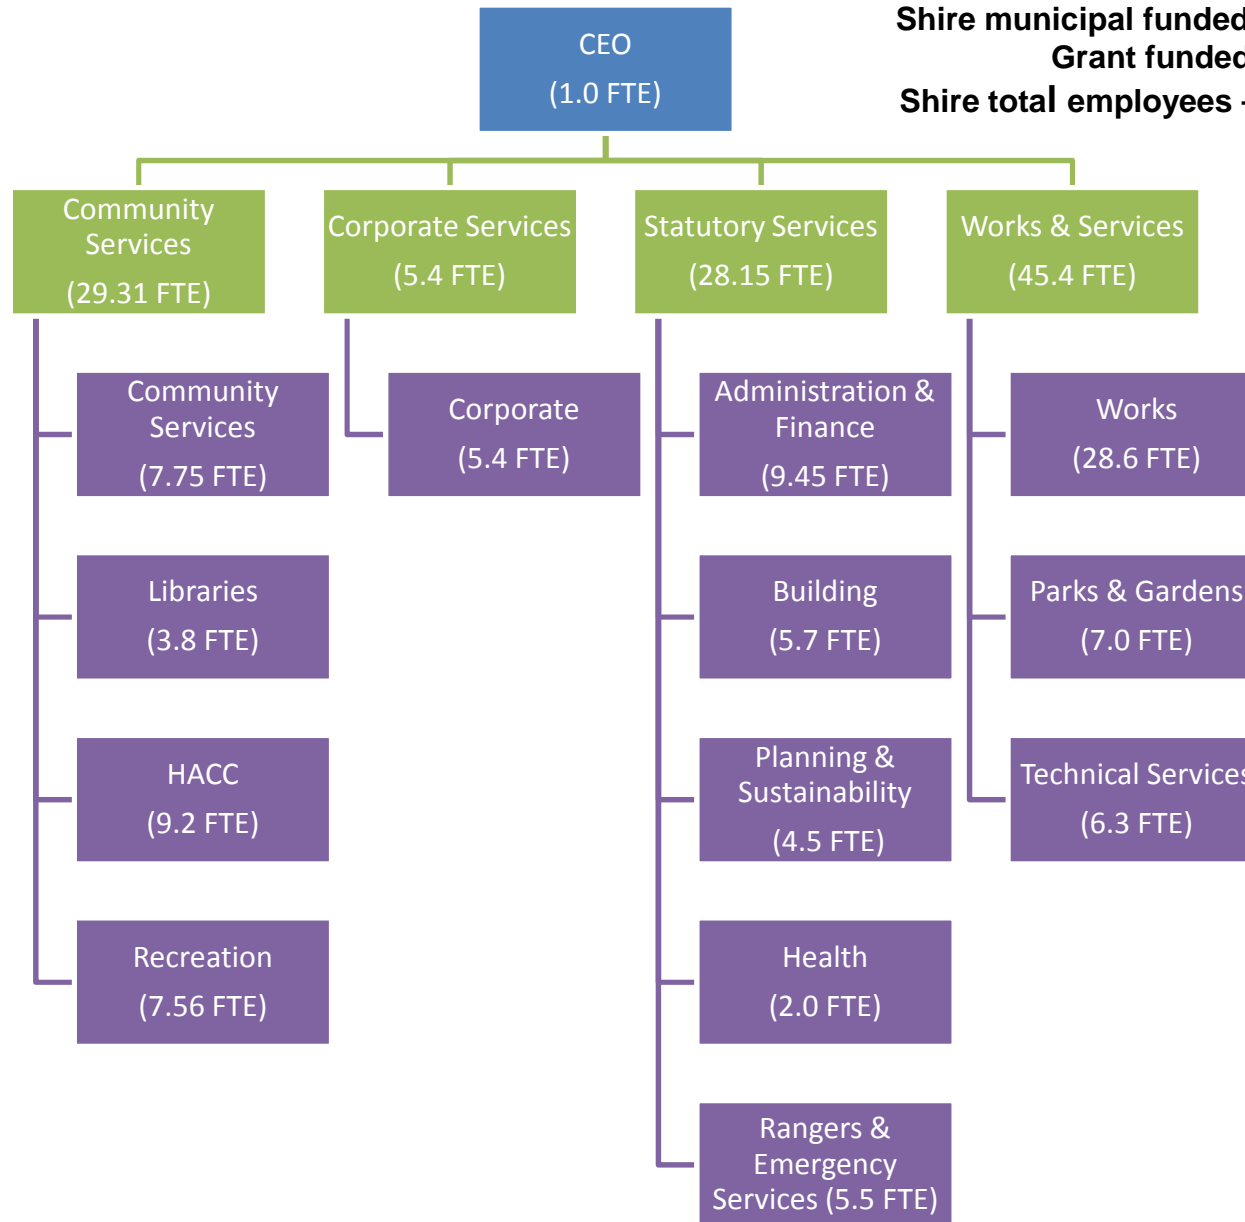 Shire municipal funded
Grant funded
Shire total employees -
CEO
(1.0 FTE)
Community
Services
(29.31 FTE)
Corporate Services
(5.4 FTE)
Statutory Services
(28.15 FTE)
Works & Services
(45.4 FTE)
Community
Services
(7.75 FTE)
Libraries
(3.8 FTE)
HACC
(9.2 FTE)
Recreation
(7.56 FTE)
Corporate
(5.4 FTE)
Administration &
Finance
(9.45 FTE)
Building
(5.7 FTE)
Planning &
Sustainability
(4.5 FTE)
Health
(2.0 FTE)
Rangers &
Emergency
Services (5.5 FTE)
Works
(28.6 FTE)
Parks & Gardens
(7.0 FTE)
Technical Services
(6.3 FTE)